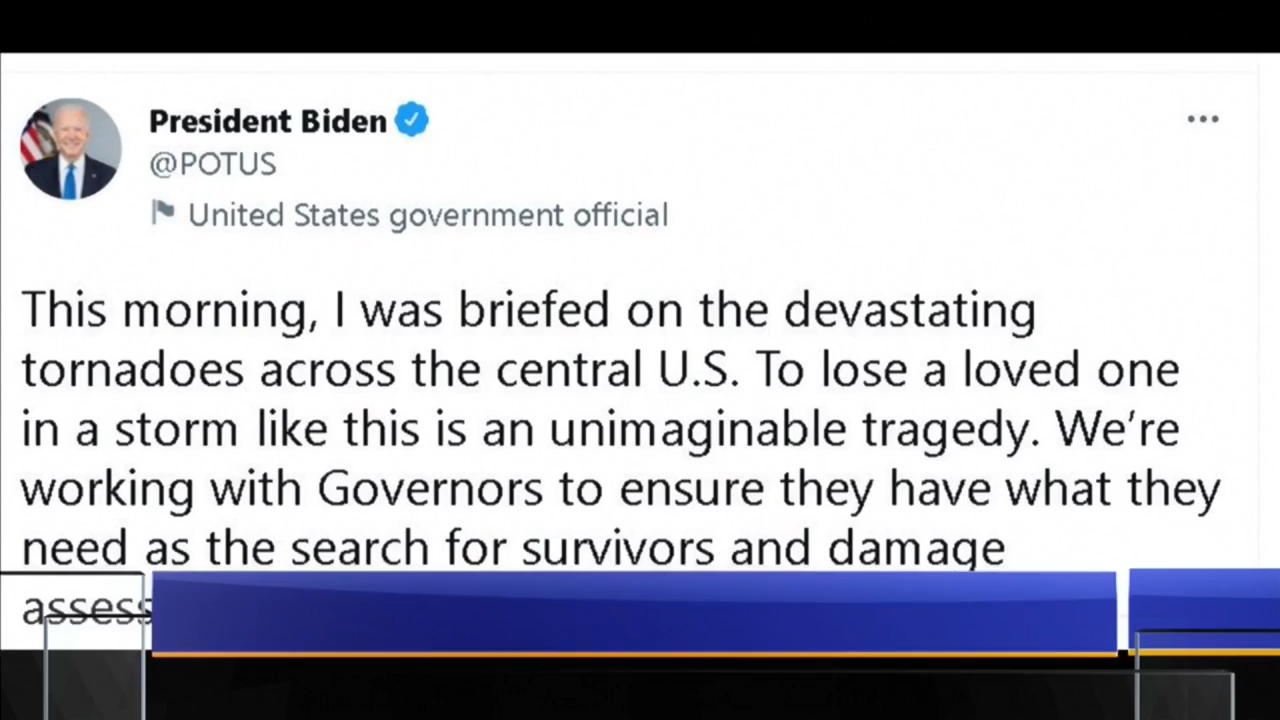 President Biden
@POTUS
United States government official
This morning, I was briefed on the devastating
tornadoes across the central U.S. To lose a loved one
in a storm like this is an unimaginable tragedy. We’re
working with Governors to ensure they have what they
need as the search for survivors and damage